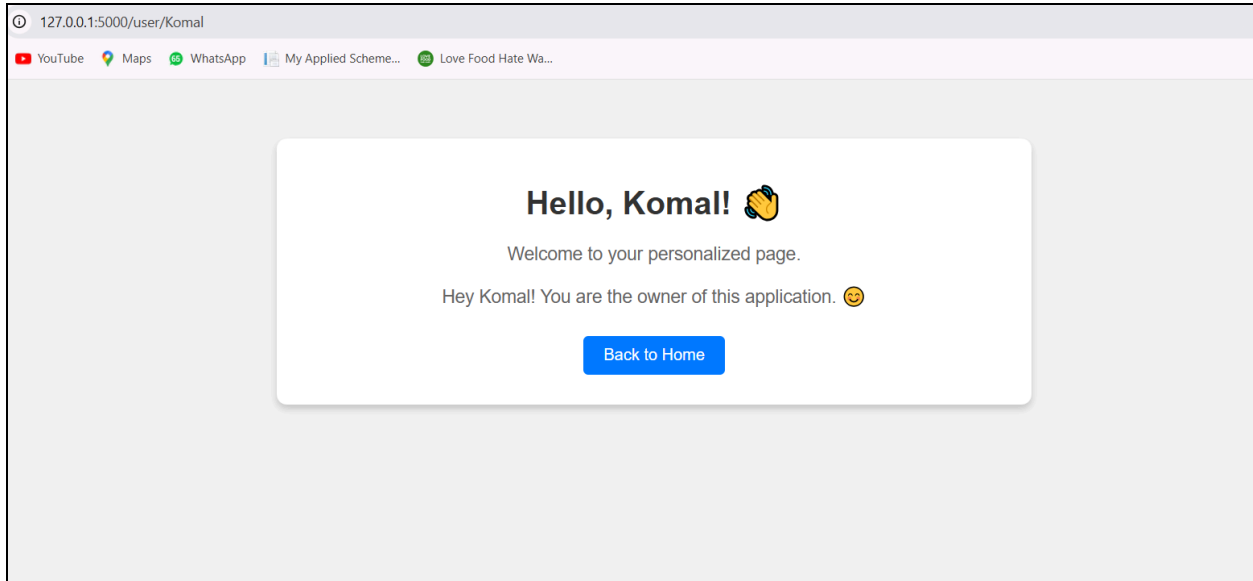 127.0.0.1:5000/user/Komal
YouTube Maps 66 WhatsApp My Applied Scheme... Love Food Hate Wa...
Hello, Komal! 👋
Welcome to your personalized page.
Hey Komal! You are the owner of this application. 😊
Back to Home